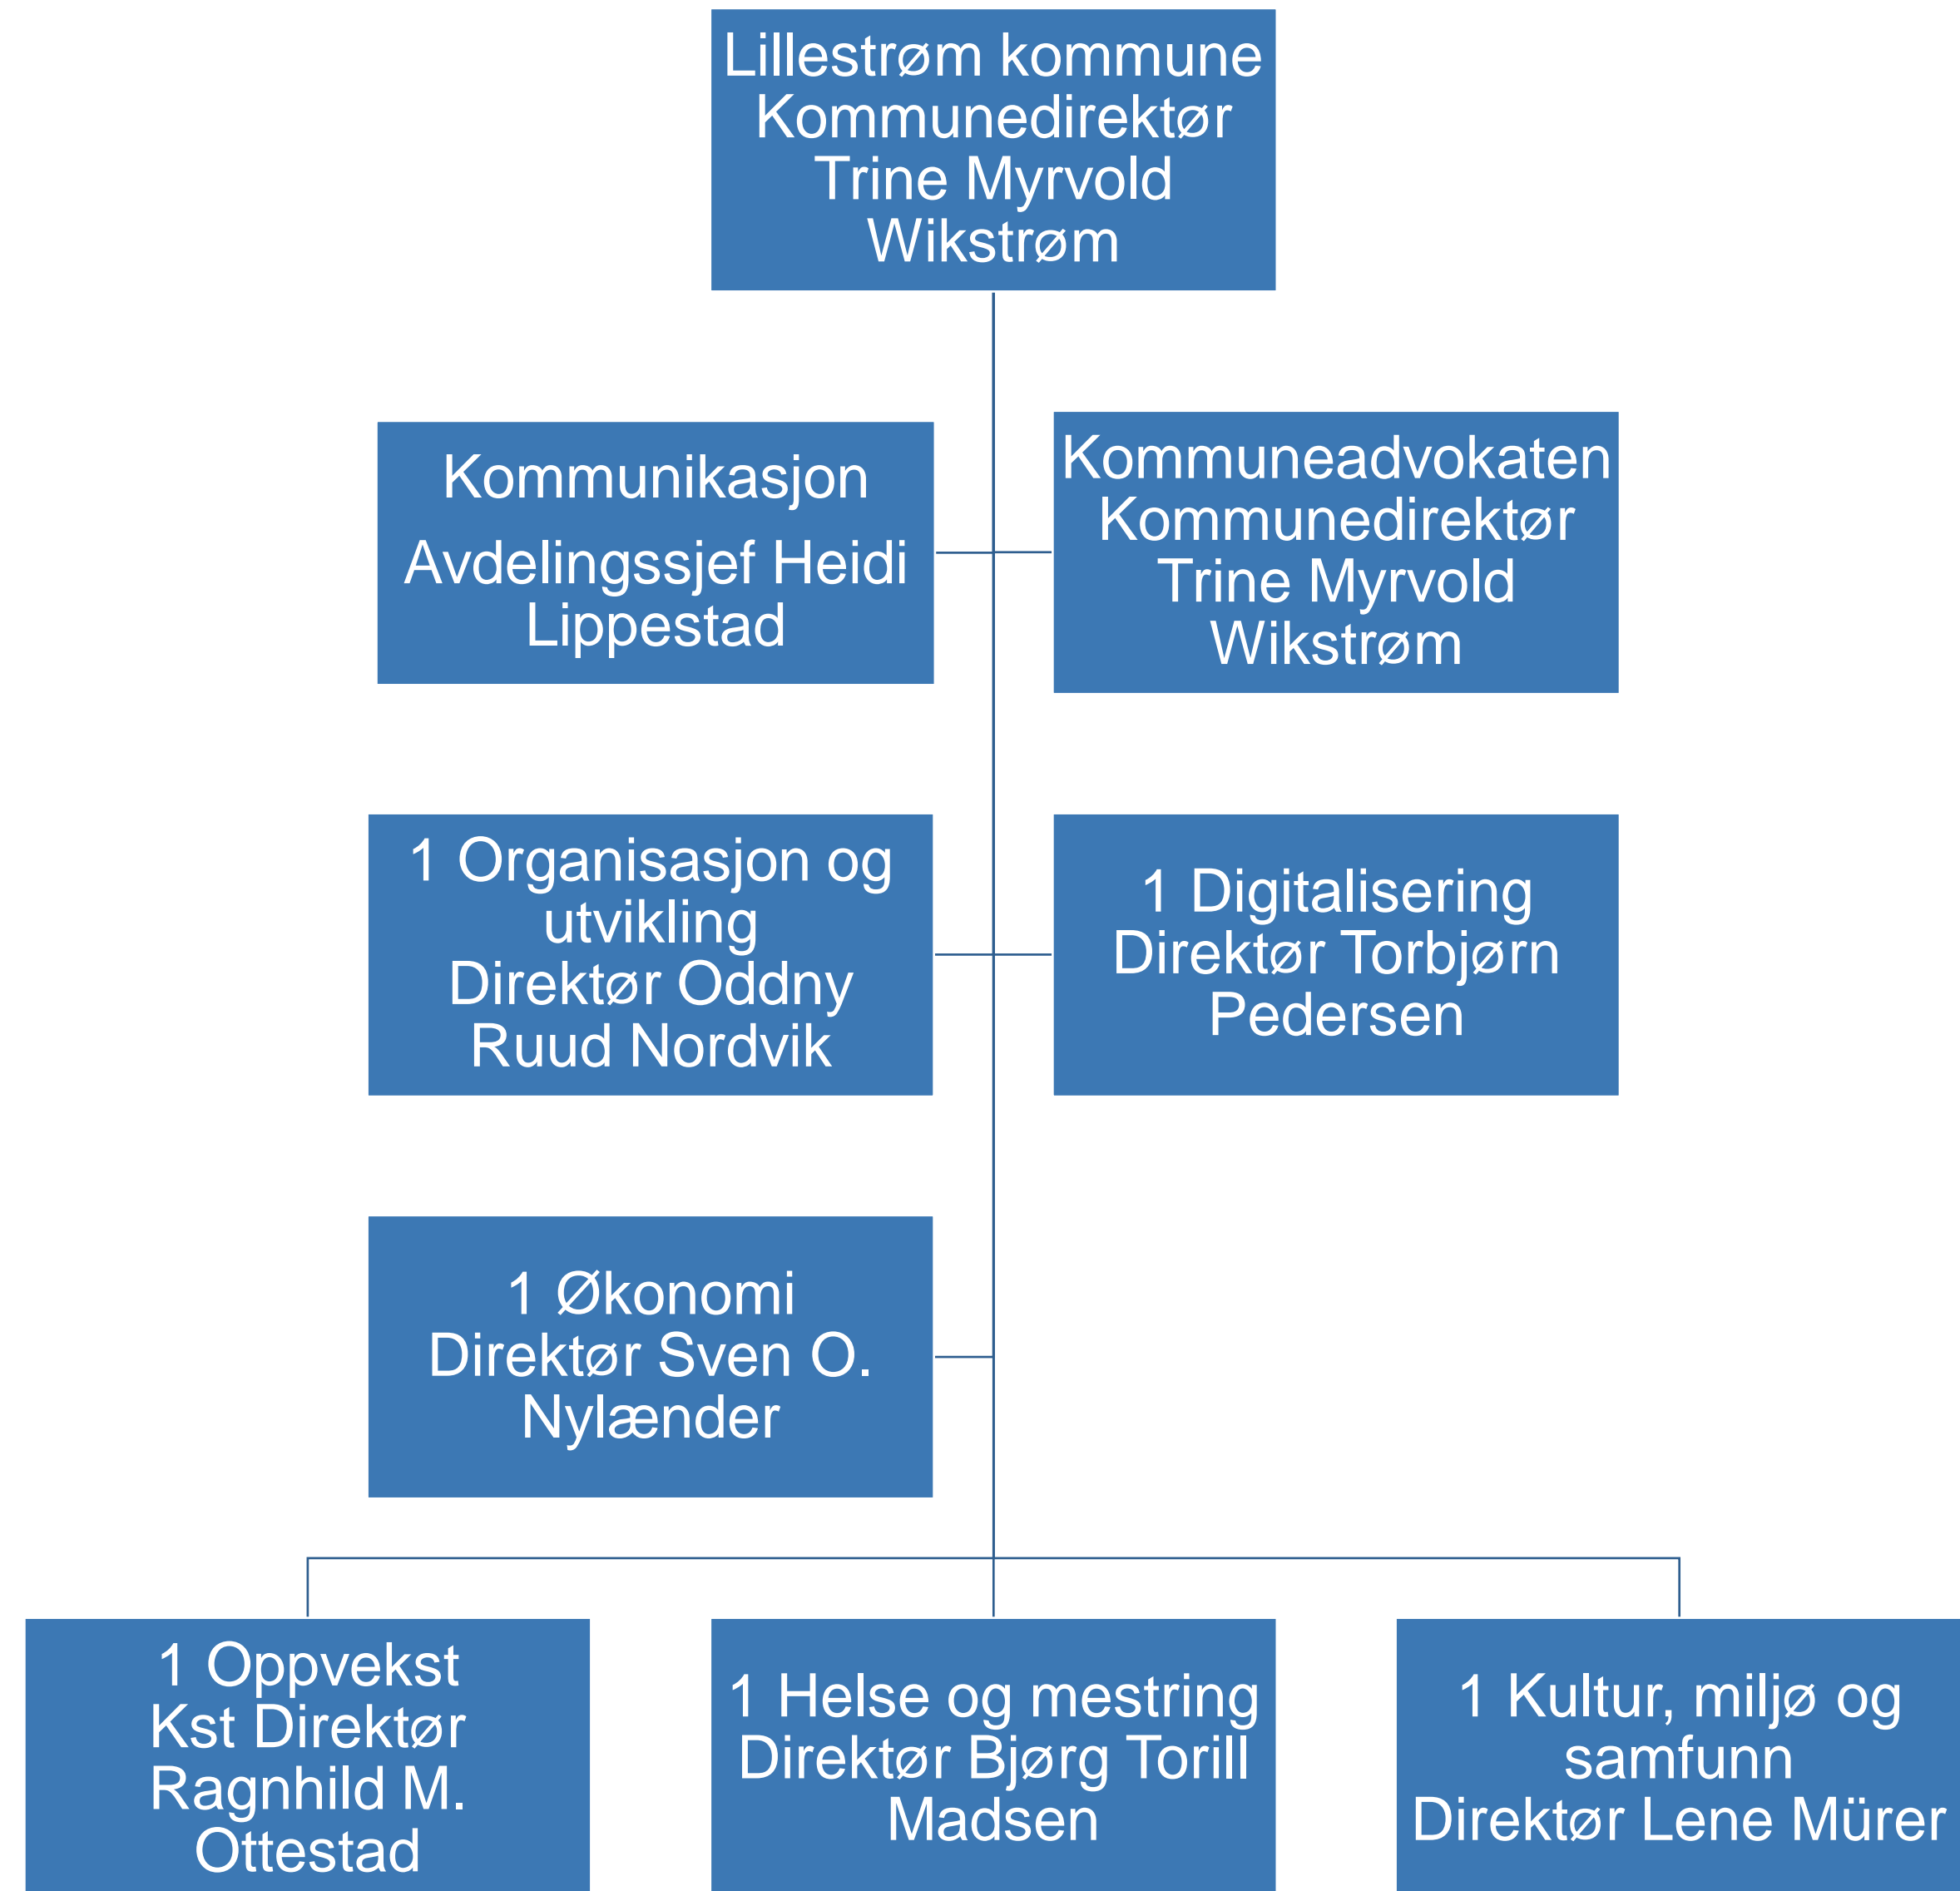 Lillestrøm kommune
Kommunedirektør
Trine Myrvold
Wikstrøm
Kommunikasjon
Avdelingssjef Heidi
Lippestad
Kommuneadvokaten
Kommunedirektør
Trine Myrvold
Wikstrøm
1 Organisasjon og
utvikling
Direktør Oddny
Ruud Nordvik
1 Digitalisering
Direktør Torbjørn
Pedersen
1 Økonomi
Direktør Sven O.
Nylænder
1 Oppvekst
Kst Direktør
Ragnhild M.
Ottestad
1 Helse og mestring
Direktør Bjørg Torill
Madsen
1 Kultur, miljø og
samfunn
Direktør Lene Mürer